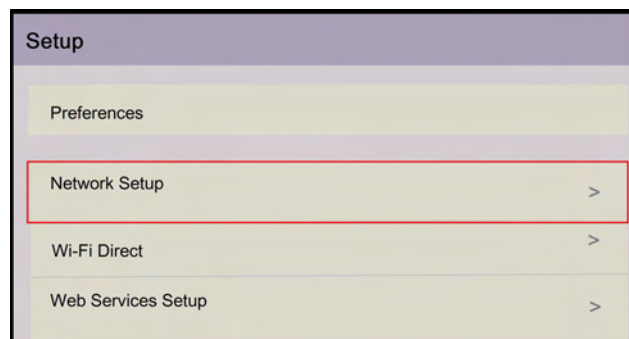 Setup
Preferences
Network Setup >
Wi-Fi Direct >
Web Services Setup >